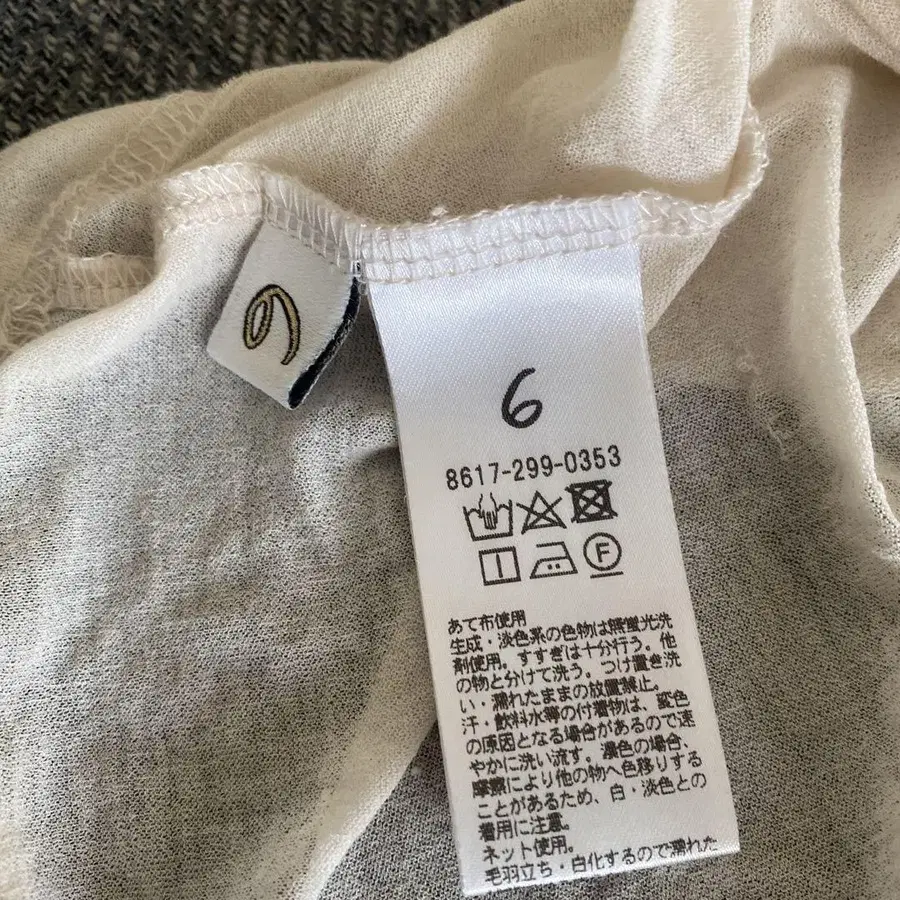 6
6
8617-299-0353
F
あて布使用
生成・淡色系の色物は無蛍光洗
剤使用。すすぎは十分行う。他
の物と分けて洗う。つけ置き洗
い・濡れたままの放置禁止。
汗・飲料水等の付着物は、変色
の原因となる場合があるので速
やかに洗い流す。濃色の場合、
摩擦により他の物へ色移りする
ことがあるため、白・淡色との
着用に注意。
ネット使用。
毛羽立ち・白化するので濡れた